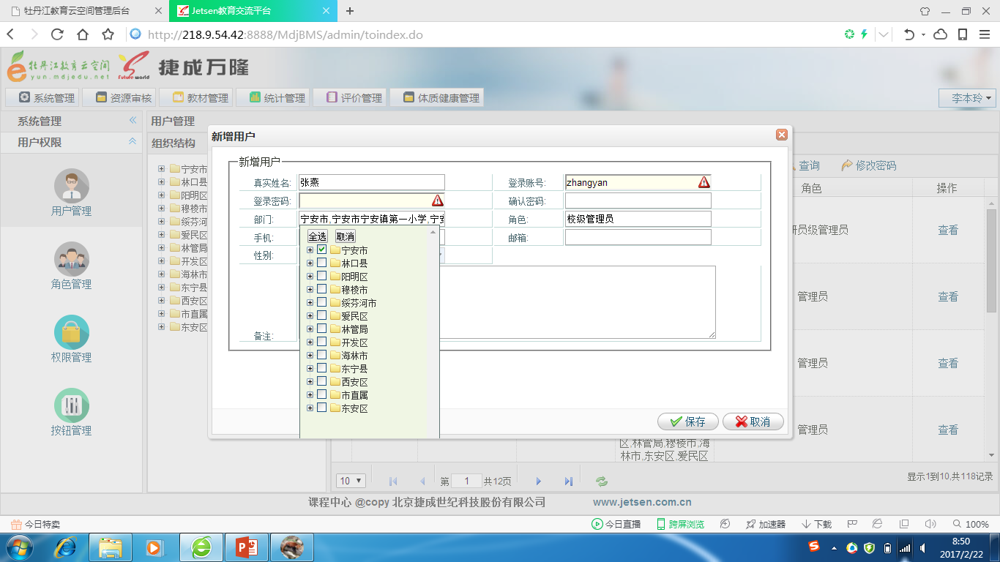 牡丹江教育云空间管理后台
Jetsen教育交流平台
http://218.9.54.42:8888/MdjBMS/admin/toindex.do
牡丹江教育云空间
yun.mdjedu.net
Future world
捷成万隆
系统管理
资源审核
教材管理
统计管理
评价管理
体质健康管理
李本玲
系统管理
用户管理
用户权限
组织结构
用户管理
角色管理
权限管理
按钮管理
宁安市
林口县
阳明区
穆棱市
绥芬河
爱民区
林管局
开发区
海林市
东宁县
西安区
市直属
东安区
新增用户
新增用户
真实姓名:
张燕
登录账号:
zhangyan
登录密码:
确认密码:
部门:
宁安市,宁安市宁安镇第一小学,宁安
角色:
校级管理员
手机:
邮箱:
性别:
备注:
全选
取消
宁安市
林口县
阳明区
穆棱市
绥芬河市
爱民区
林管局
开发区
海林市
东宁县
西安区
市直属
东安区
保存
取消
查询
修改密码
角色
操作
研员级管理员
查看
管理员
查看
管理员
查看
管理员
查看
区,林管局,穆棱市,海
林市,东安区,爱民区
10
第
1
共12页
显示1到10,共118记录
课程中心 @copy 北京捷成世纪科技股份有限公司
www.jetsen.com.cn
今日特卖
今日直播
跨屏浏览
加速器
下载
100%
8:50
2017/2/22